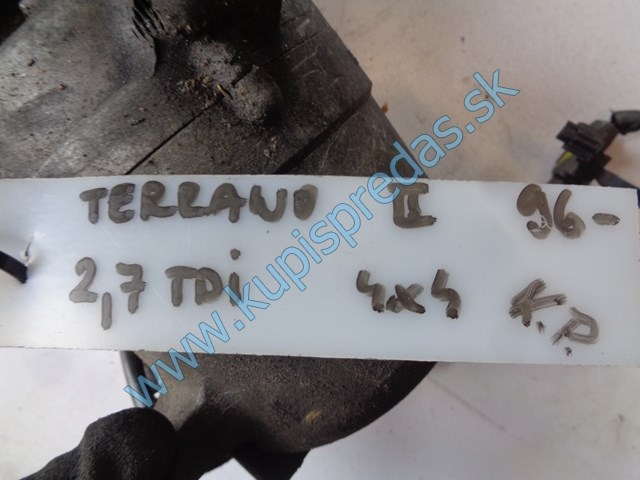 TERRANO II 96-
2,7 TDi 4x4 K.P.
www.kupispredas.sk